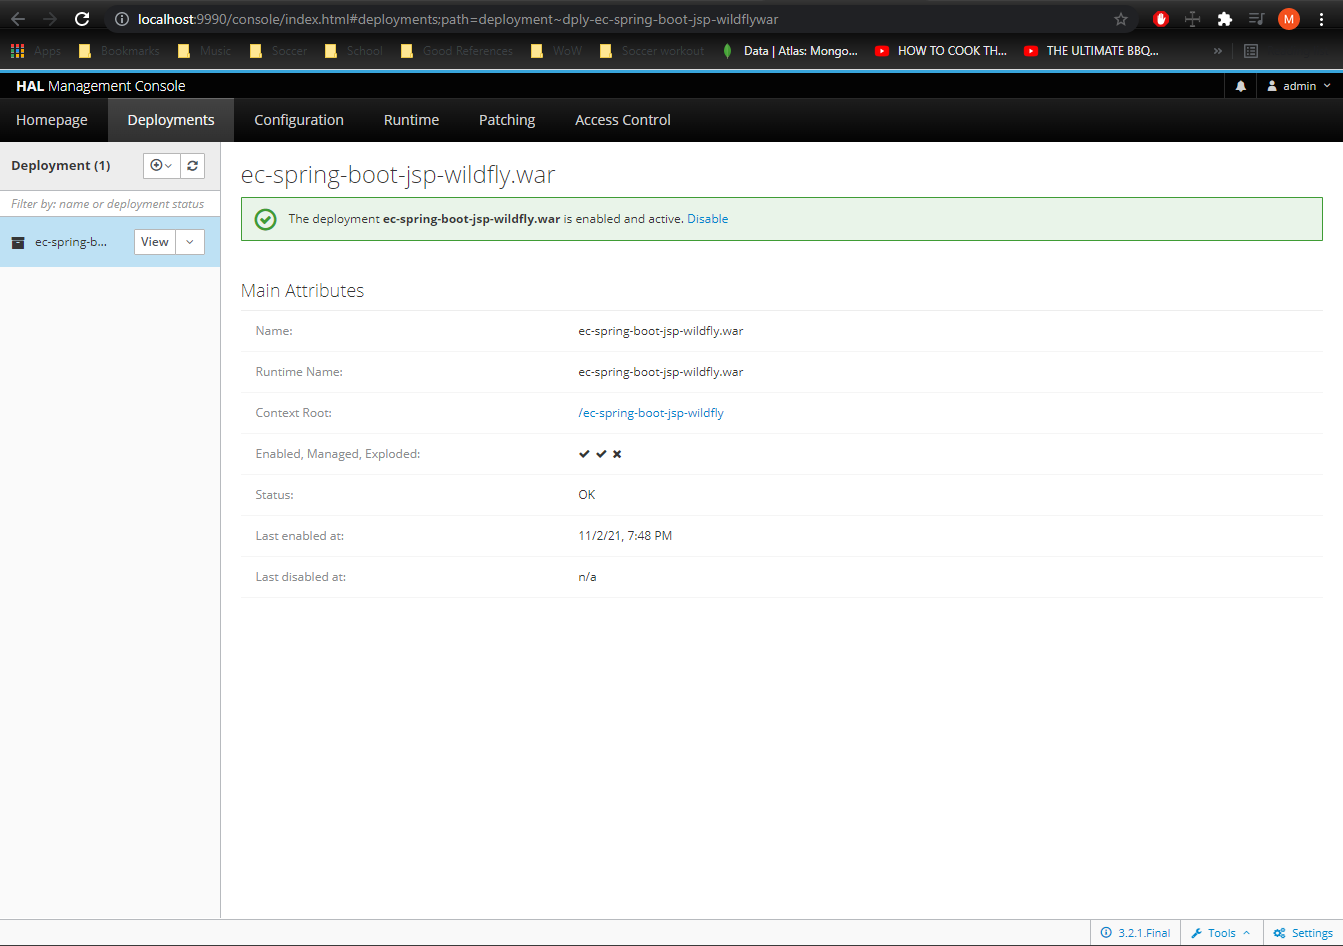 localhost:9990/console/index.html#deployments;path=deployment~dply-ec-spring-boot-jsp-wildflywar
M
Apps Bookmarks Music Soccer School Good References WoW Soccer workout Data | Atlas: Mongo... HOW TO COOK TH... THE ULTIMATE BBQ... »
HAL Management Console admin
Homepage Deployments Configuration Runtime Patching Access Control
Deployment (1)
Filter by: name or deployment status
ec-spring-b... View
ec-spring-boot-jsp-wildfly.war
The deployment ec-spring-boot-jsp-wildfly.war is enabled and active. Disable
Main Attributes
Name: ec-spring-boot-jsp-wildfly.war
Runtime Name: ec-spring-boot-jsp-wildfly.war
Context Root: /ec-spring-boot-jsp-wildfly
Enabled, Managed, Exploded:
Status: OK
Last enabled at: 11/2/21, 7:48 PM
Last disabled at: n/a
3.2.1.Final Tools Settings